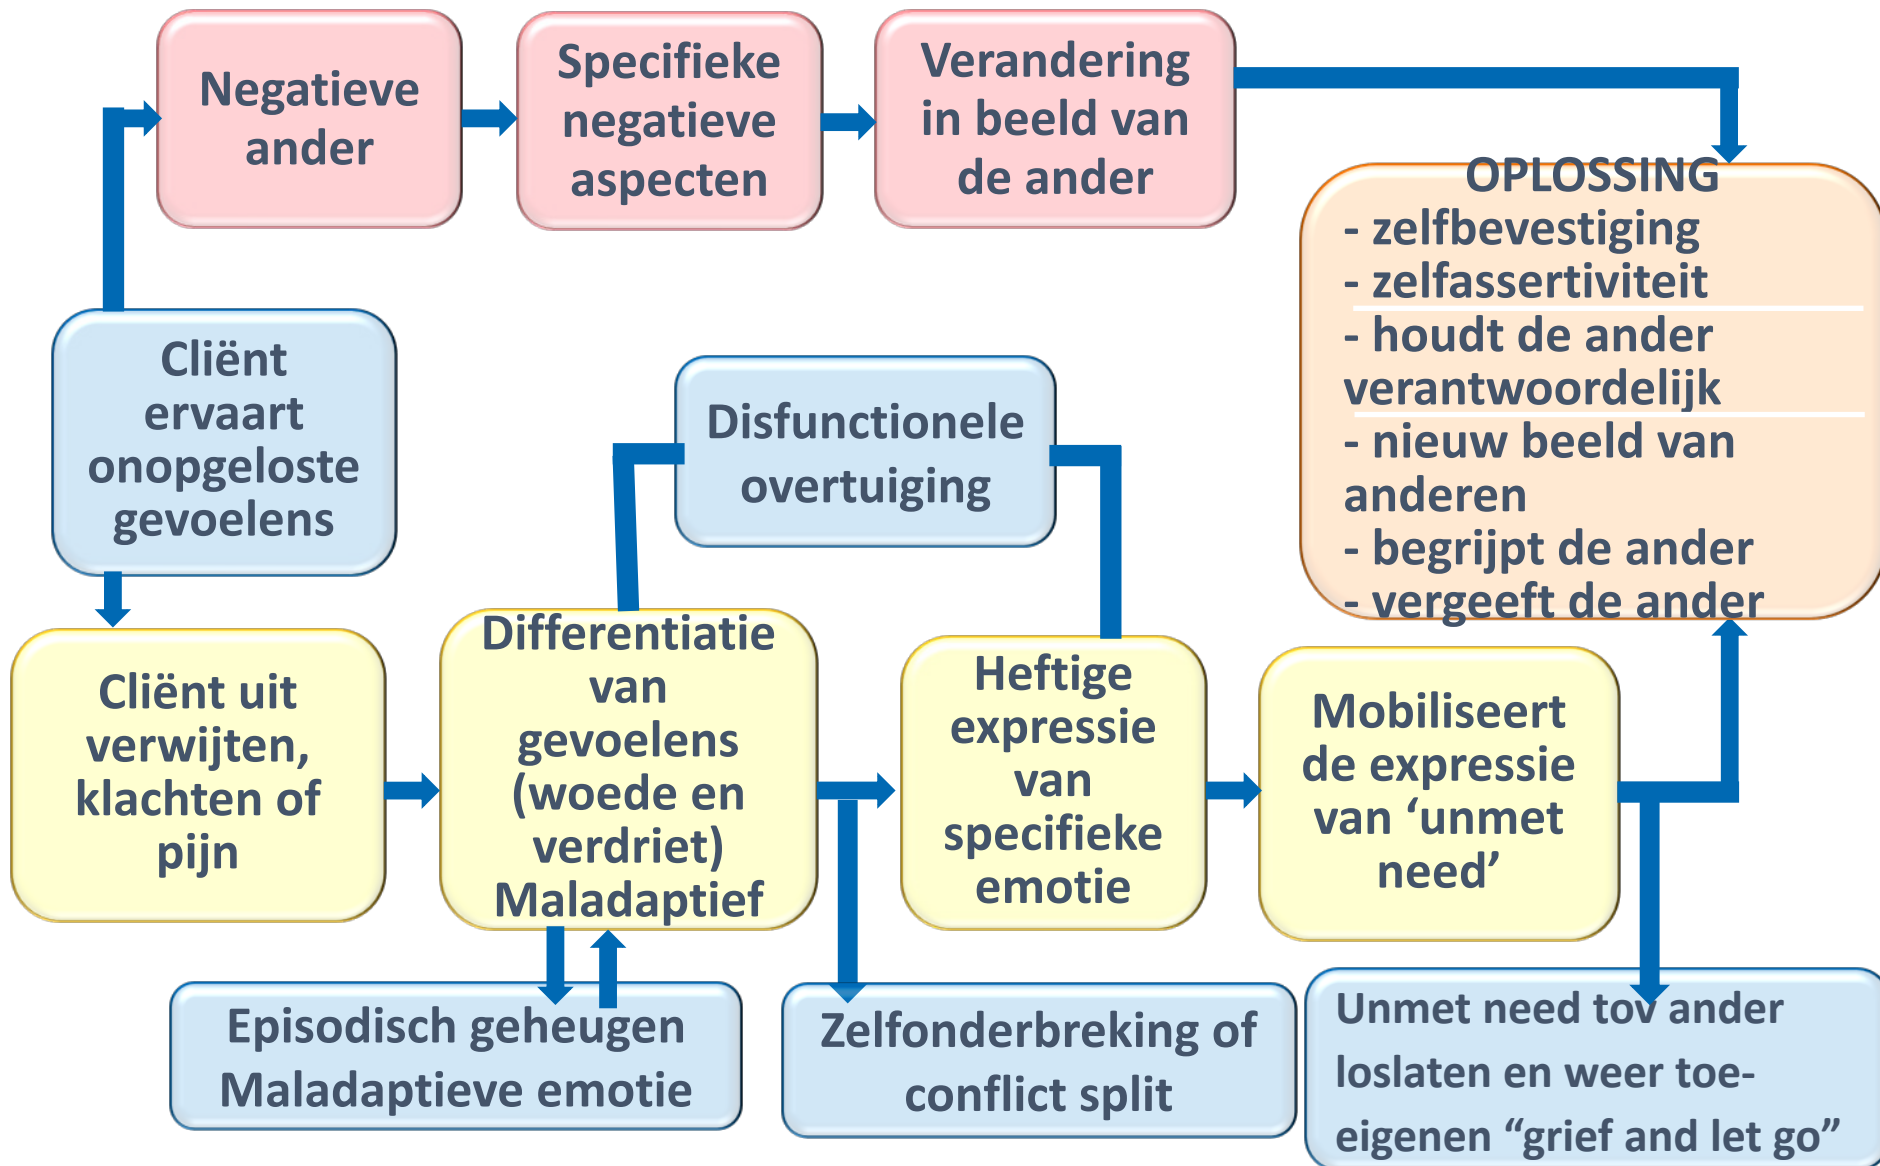 Negatieve
ander
Specifieke
negatieve
aspecten
Verandering
in beeld van
de ander
OPLOSSING
- zelfbevestiging
- zelfassertiviteit
- houdt de ander
verantwoordelijk
- nieuw beeld van
anderen
- begrijpt de ander
- vergeeft de ander
Cliënt
ervaart
onopgeloste
gevoelens
Disfunctionele
overtuiging
Cliënt uit
verwijten,
klachten of
pijn
Differentiatie
van
gevoelens
(woede en
verdriet)
Maladaptief
Heftige
expressie
van
specifieke
emotie
Mobiliseert
de expressie
van ‘unmet
need’
Episodisch geheugen
Maladaptieve emotie
Zelfonderbreking of
conflict split
Unmet need tov ander
loslaten en weer toe-
eigenen “grief and let go”